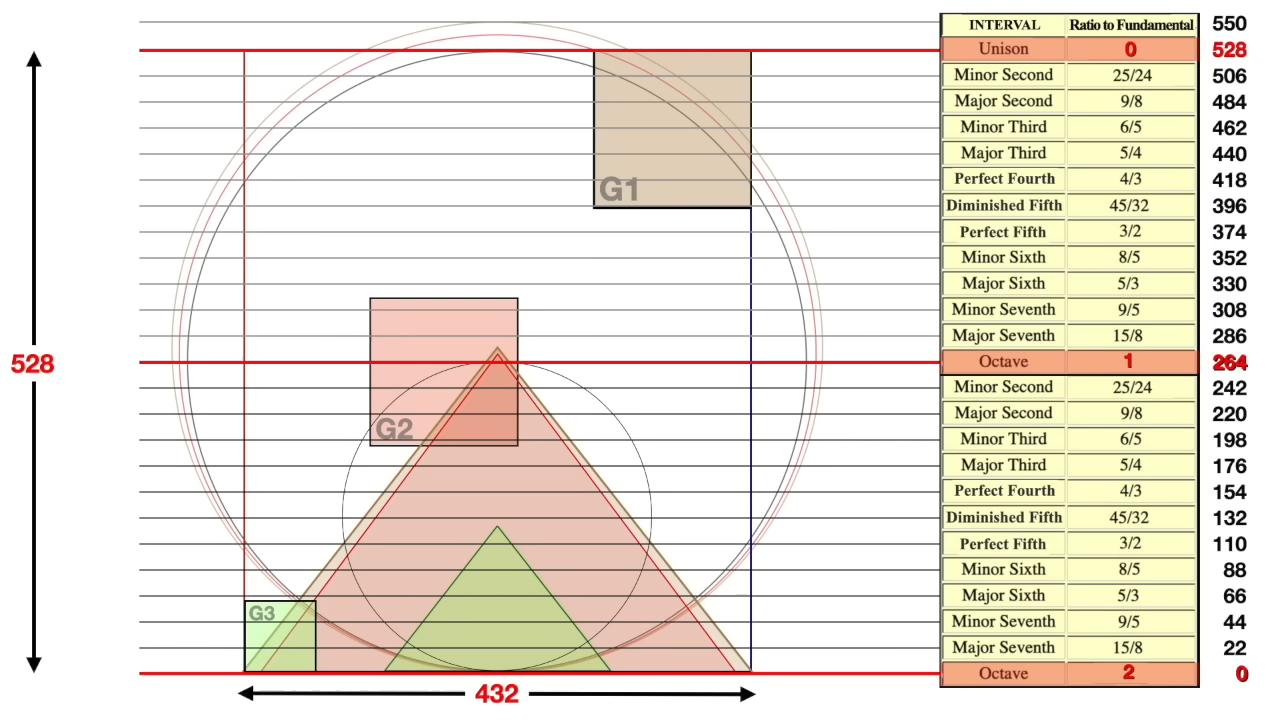 INTERVAL Ratio to Fundamental 550
Unison 0 528
Minor Second 25/24 506
Major Second 9/8 484
Minor Third 6/5 462
Major Third 5/4 440
Perfect Fourth 4/3 418
G1
Diminished Fifth 45/32 396
Perfect Fifth 3/2 374
Minor Sixth 8/5 352
Major Sixth 5/3 330
Minor Seventh 9/5 308
Major Seventh 15/8 286
528 Octave 1 264
Minor Second 25/24 242
Major Second 9/8 220
G2
Minor Third 6/5 198
Major Third 5/4 176
Perfect Fourth 4/3 154
Diminished Fifth 45/32 132
Perfect Fifth 3/2 110
Minor Sixth 8/5 88
Major Sixth 5/3 66
G3
Minor Seventh 9/5 44
Major Seventh 15/8 22
Octave 2 0
432